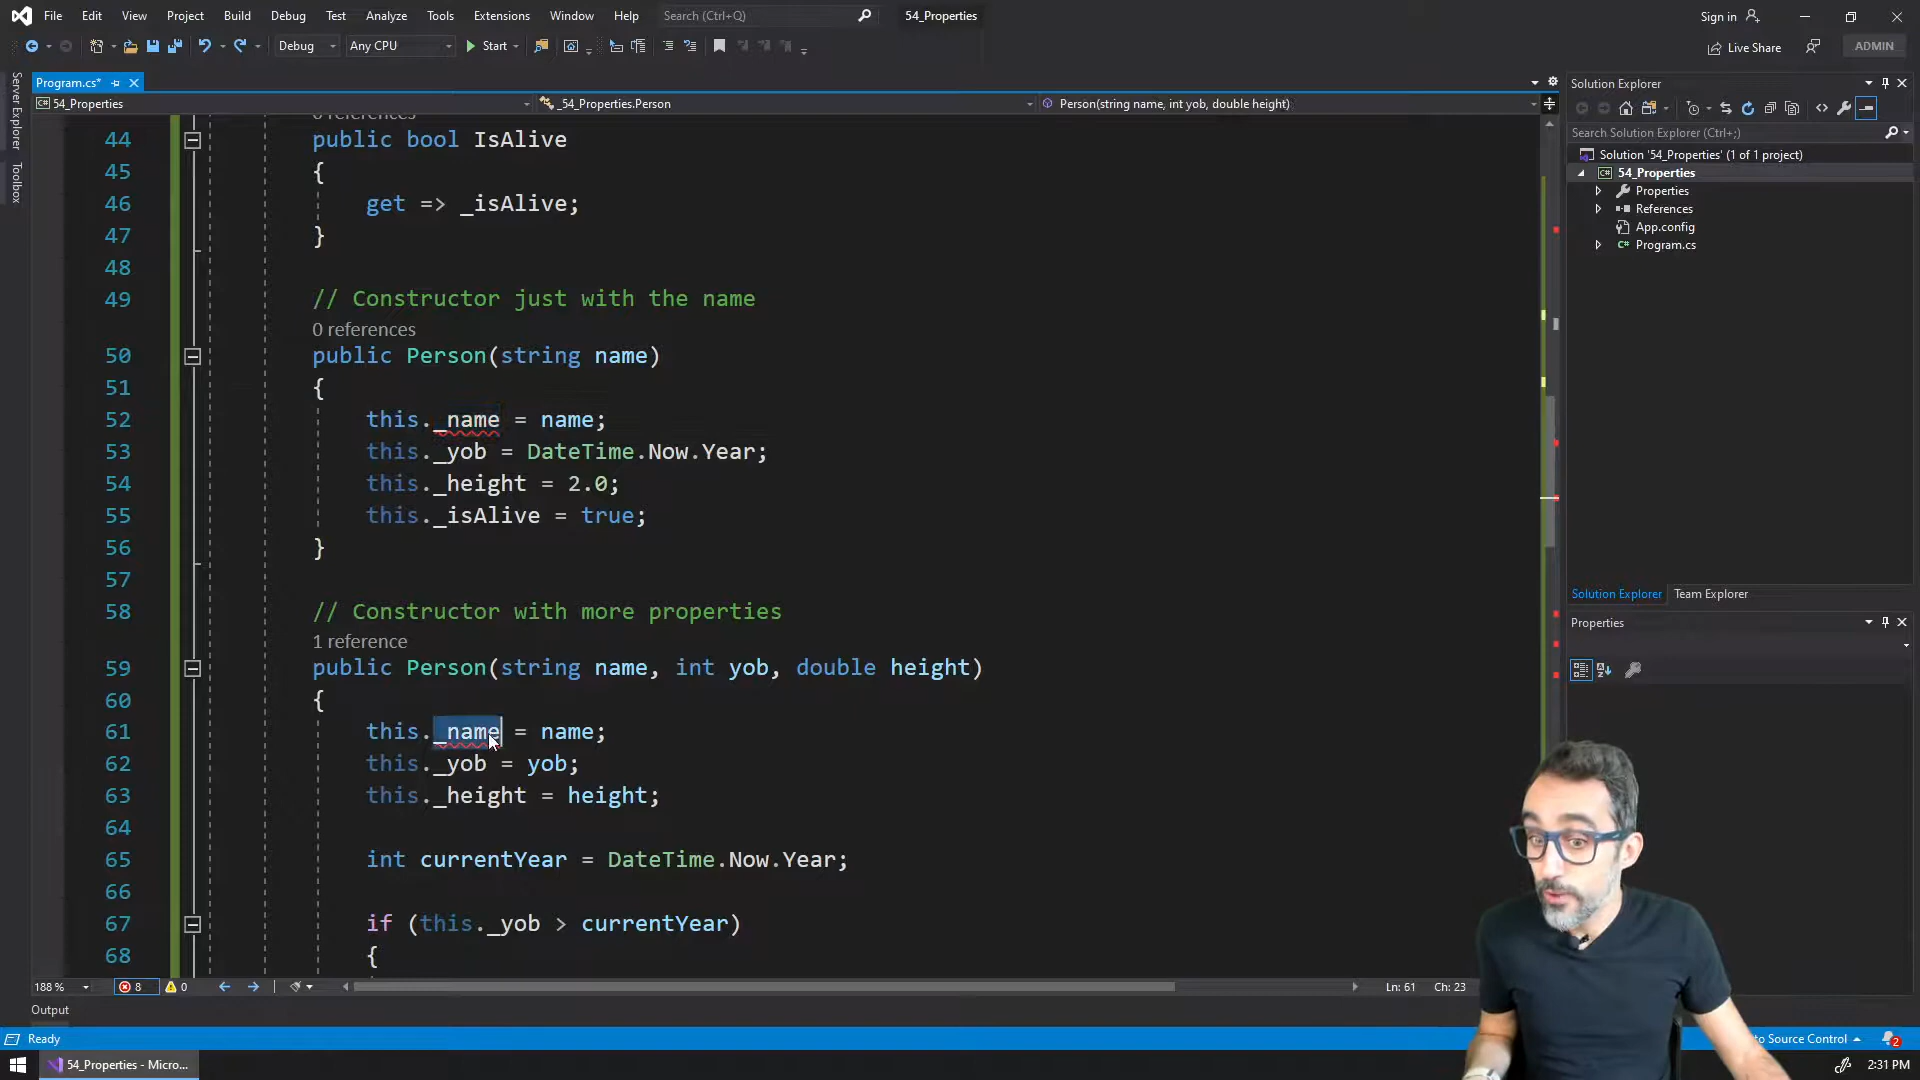 File Edit View Project Build Debug Test Analyze Tools Extensions Window Help Search (Ctrl+Q) 54_Properties Sign in
Debug Any CPU Start Live Share ADMIN
Program.cs*
54_Properties _54_Properties.Person Person(string name, int yob, double height)
Server Explorer
Toolbox
44 public bool IsAlive
45 {
46 get => _isAlive;
47 }
48
49 // Constructor just with the name
0 references
50 public Person(string name)
51 {
52 this._name = name;
53 this._yob = DateTime.Now.Year;
54 this._height = 2.0;
55 this._isAlive = true;
56 }
57
58 // Constructor with more properties
1 reference
59 public Person(string name, int yob, double height)
60 {
61 this._name = name;
62 this._yob = yob;
63 this._height = height;
64
65 int currentYear = DateTime.Now.Year;
66
67 if (this._yob > currentYear)
68 {
188 % 8 0 Ln: 61 Ch: 23
Output
Ready to Source Control 2
54_Properties - Micro... 2:31 PM
Solution Explorer
Search Solution Explorer (Ctrl+;)
Solution '54_Properties' (1 of 1 project)
54_Properties
Properties
References
App.config
Program.cs
Solution Explorer Team Explorer
Properties